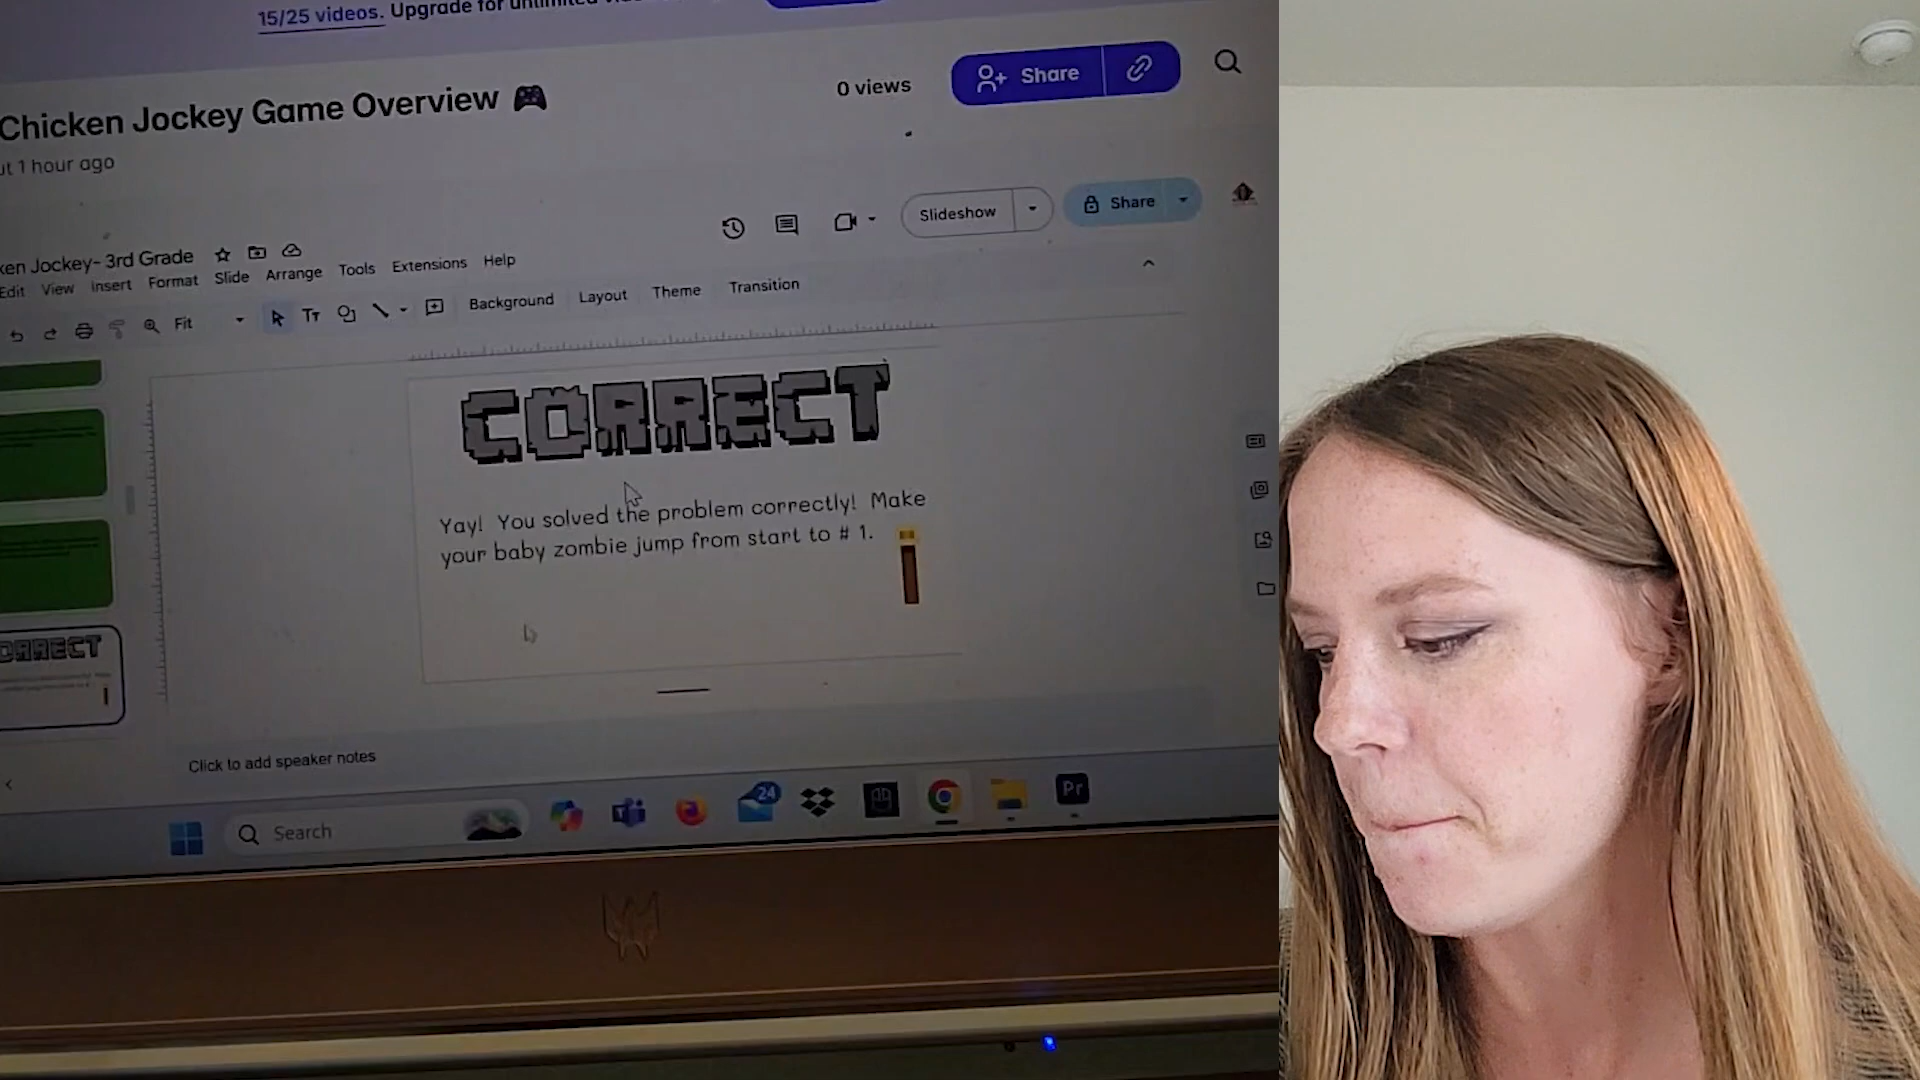 15/25 videos. Upgrade for unlimited
Chicken Jockey Game Overview
0 views
Share
1 hour ago
Jockey- 3rd Grade
Slideshow
Share
Edit View Insert Format Slide Arrange Tools Extensions Help
Fit
Background Layout Theme Transition
CORRECT
Yay! You solved the problem correctly! Make
your baby zombie jump from start to # 1.
Click to add speaker notes
Search
24
Pr